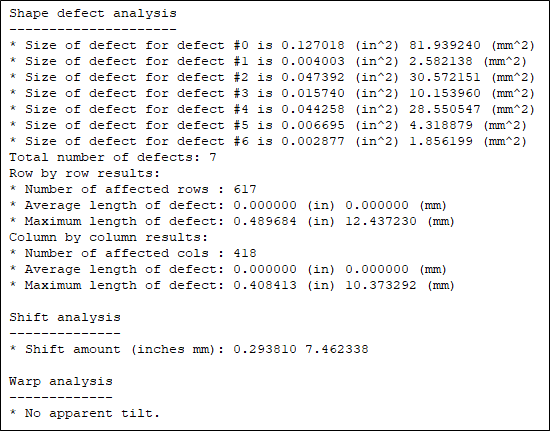 Shape defect analysis
---------------------
* Size of defect for defect #0 is 0.127018 (in^2) 81.939240 (mm^2)
* Size of defect for defect #1 is 0.004003 (in^2) 2.582138 (mm^2)
* Size of defect for defect #2 is 0.047392 (in^2) 30.572151 (mm^2)
* Size of defect for defect #3 is 0.015740 (in^2) 10.153960 (mm^2)
* Size of defect for defect #4 is 0.044258 (in^2) 28.550547 (mm^2)
* Size of defect for defect #5 is 0.006695 (in^2) 4.318879 (mm^2)
* Size of defect for defect #6 is 0.002877 (in^2) 1.856199 (mm^2)
Total number of defects: 7
Row by row results:
* Number of affected rows : 617
* Average length of defect: 0.000000 (in) 0.000000 (mm)
* Maximum length of defect: 0.489684 (in) 12.437230 (mm)
Column by column results:
* Number of affected cols : 418
* Average length of defect: 0.000000 (in) 0.000000 (mm)
* Maximum length of defect: 0.408413 (in) 10.373292 (mm)
Shift analysis
--------------
* Shift amount (inches mm): 0.293810 7.462338
Warp analysis
-------------
* No apparent tilt.